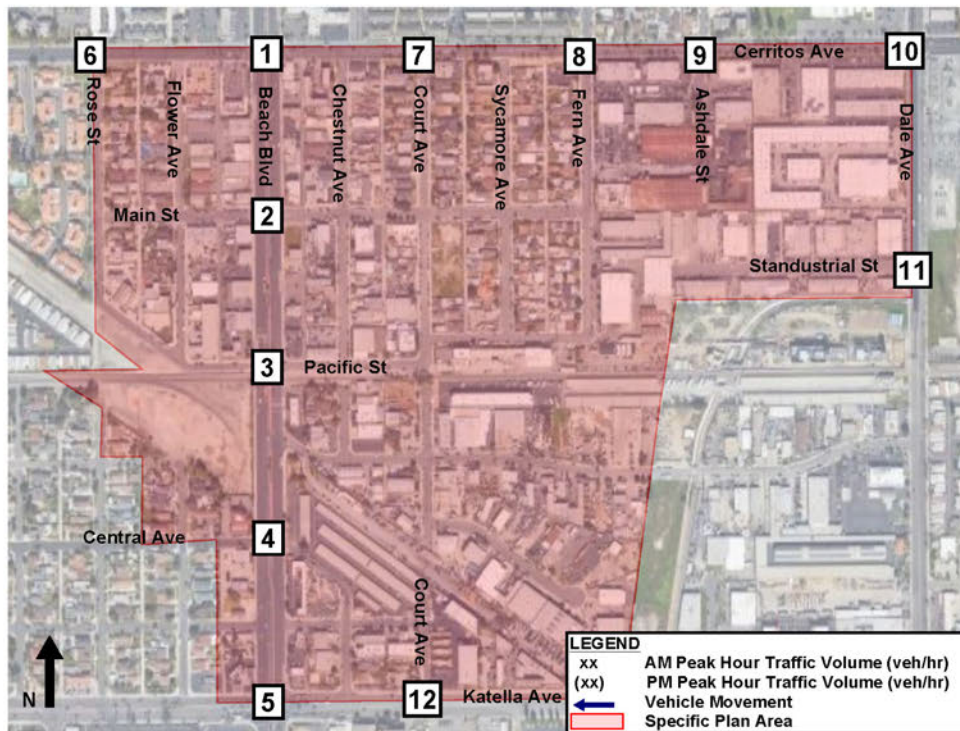 6
1
7
8
9
Cerritos Ave
10
Rose St
Flower Ave
Beach Blvd
Chestnut Ave
Court Ave
Sycamore Ave
Fern Ave
Ashdale St
Dale Ave
Main St
2
Standustrial St
11
3
Pacific St
Central Ave
4
Court Ave
N
5
12
Katella Ave
LEGEND
xx AM Peak Hour Traffic Volume (veh/hr)
(xx) PM Peak Hour Traffic Volume (veh/hr)
Vehicle Movement
Specific Plan Area